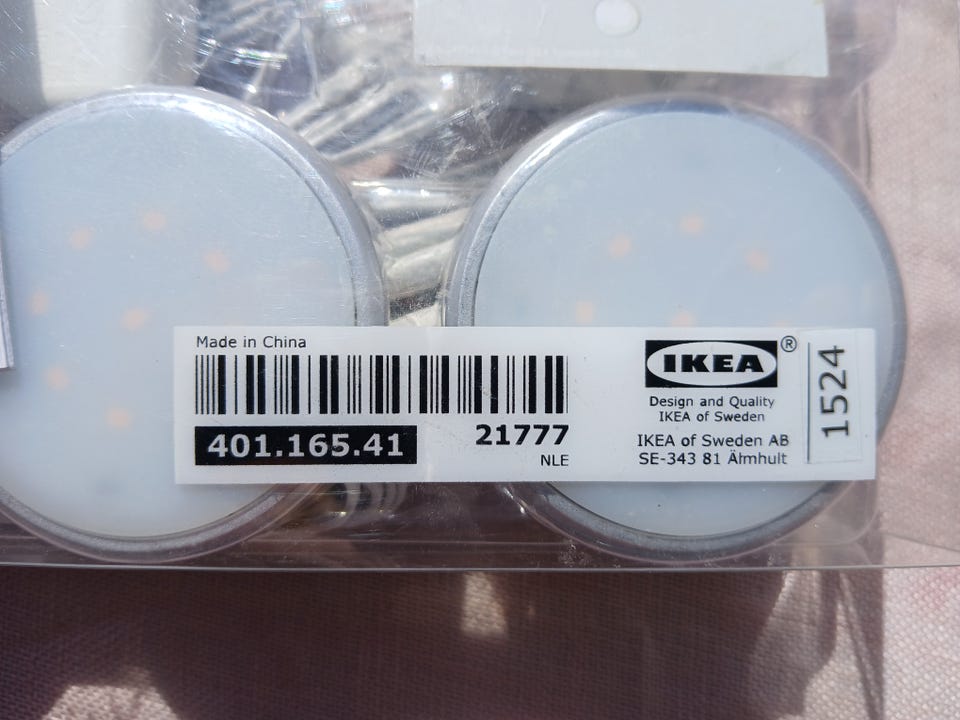 Made in China
401.165.41
21777
NLE
IKEA®
Design and Quality
IKEA of Sweden
IKEA of Sweden AB
SE-343 81 Älmhult
1524